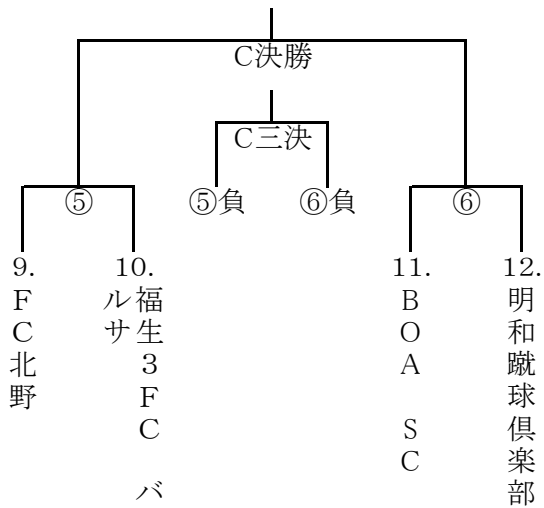 C決勝
C三決
⑤
⑤負
⑥負
⑥
9.
10.
11.
12.
FC北野
福生3FC バ
ルサ
BOA SC
明和蹴球倶楽部